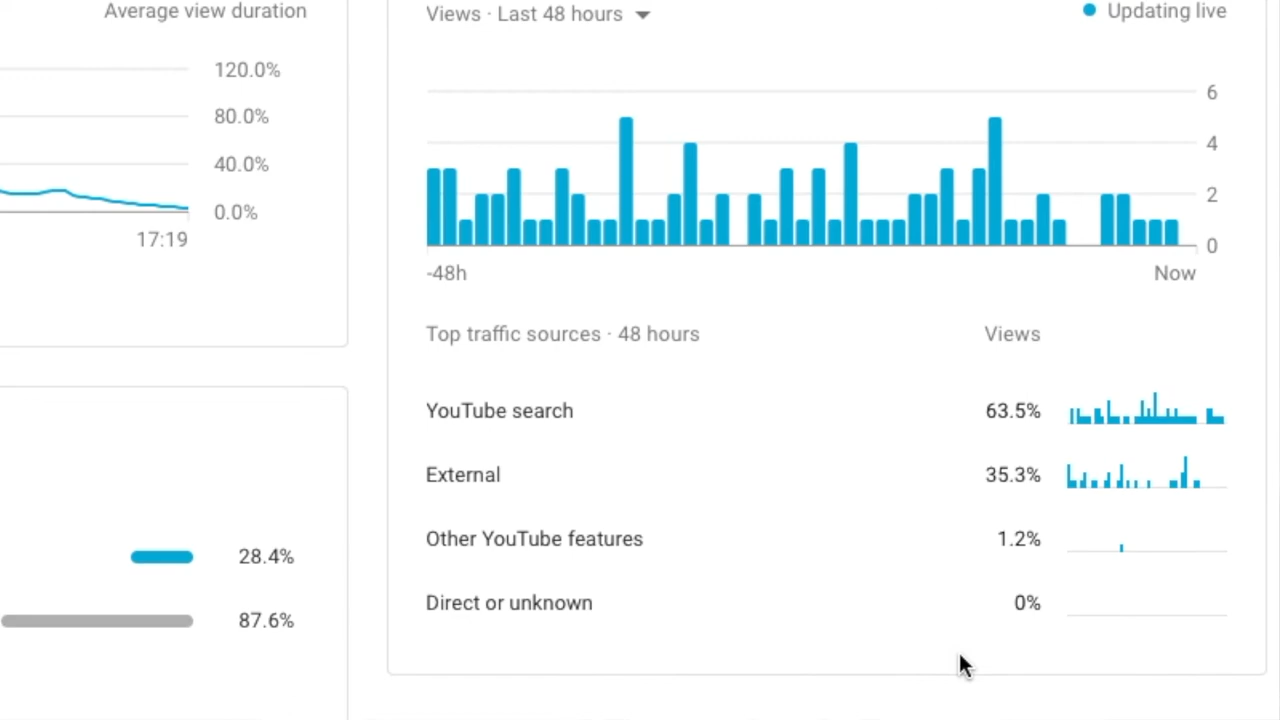 Average view duration
120.0%
80.0%
40.0%
0.0%
17:19
28.4%
87.6%
Views · Last 48 hours
Updating live
6
4
2
0
-48h
Now
Top traffic sources · 48 hours
Views
YouTube search
63.5%
External
35.3%
Other YouTube features
1.2%
Direct or unknown
0%